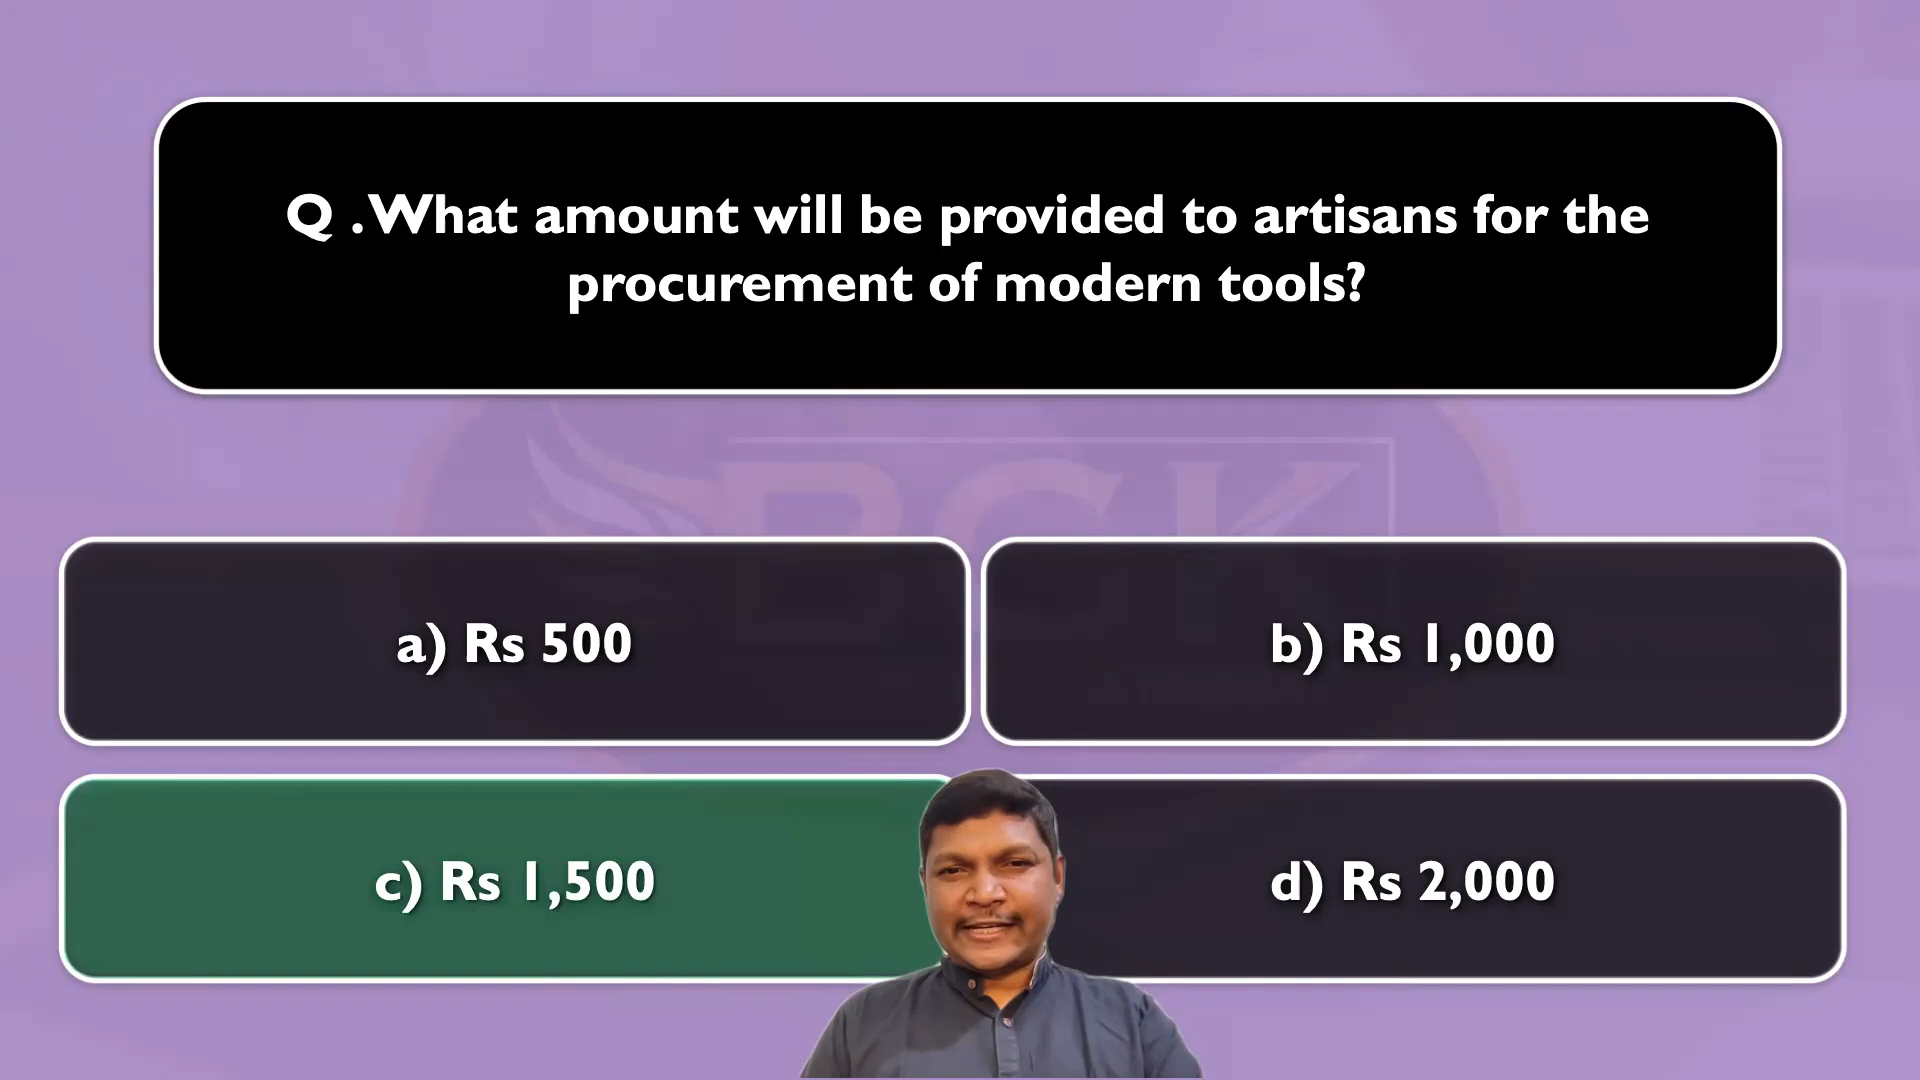 Q .What amount will be provided to artisans for the
procurement of modern tools?
BGK
a) Rs 500
b) Rs 1,000
c) Rs 1,500
d) Rs 2,000